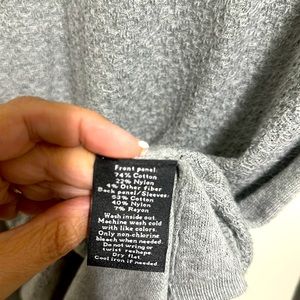 Front panel
74% Cotton
22% Nylon
4% Other fiber
Back panel/Sleeves:
53% Cotton
40% Nylon
7% Rayon
Wash inside out.
Machine wash cold
with like colors.
Only non-chlorine
bleach when needed.
Do not wring or
twist reshape.
Dry flat
Cool iron if needed.